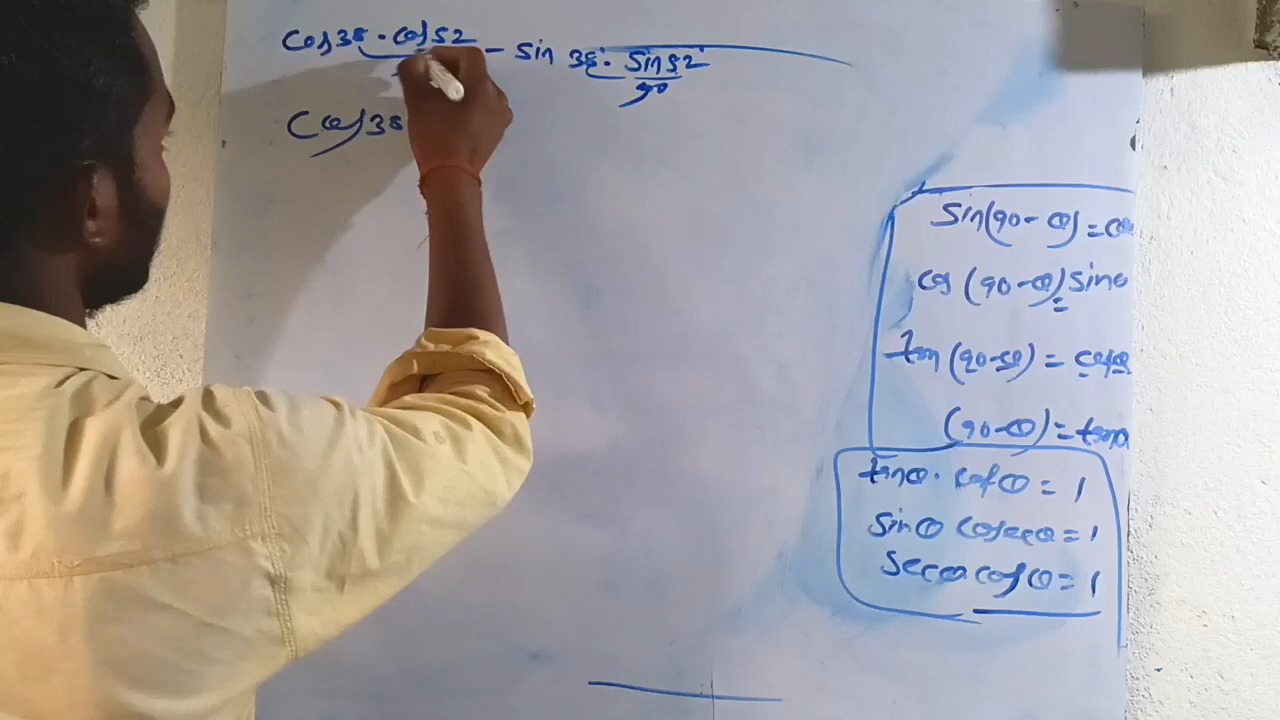 Cos38 · Cos52 - Sin 38 · Sin52
90
Cos38
Sin(90-θ) =
Cos (90-θ) = Sinθ
tan (90-θ) = Cotθ
(90-θ) = tanθ
tanθ · Cotθ = 1
Sinθ Cosecθ = 1
Secθ Cosθ = 1